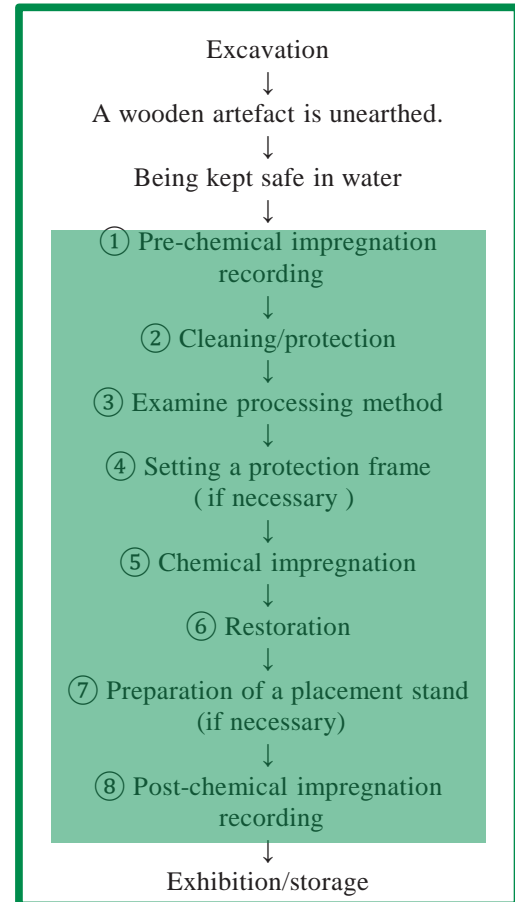 Excavation
↓
A wooden artefact is unearthed.
↓
Being kept safe in water
↓
① Pre-chemical impregnation
recording
↓
② Cleaning/protection
↓
③ Examine processing method
↓
④ Setting a protection frame
( if necessary )
↓
⑤ Chemical impregnation
↓
⑥ Restoration
↓
⑦ Preparation of a placement stand
(if necessary)
↓
⑧ Post-chemical impregnation
recording
↓
Exhibition/storage